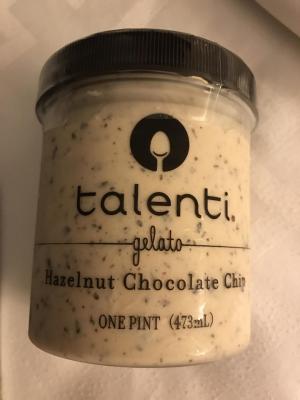 talenti®
gelato
Hazelnut Chocolate Chip
ONE PINT (473mL)